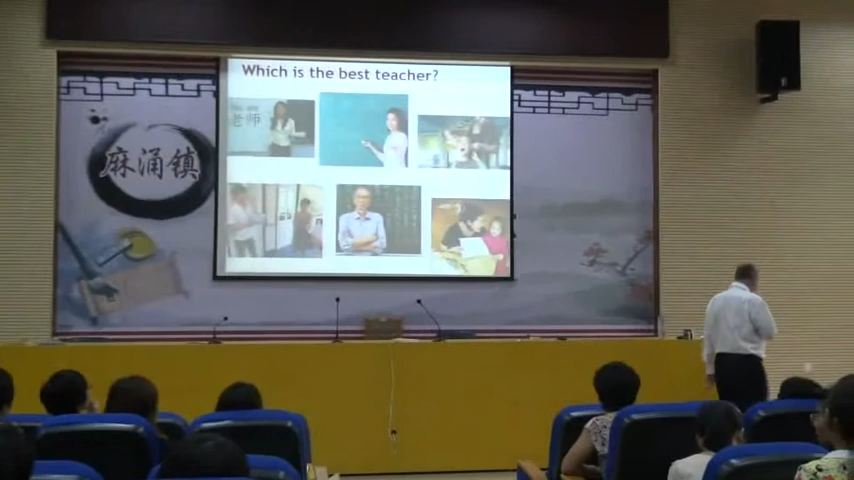 Which is the best teacher?
老师
麻涌镇